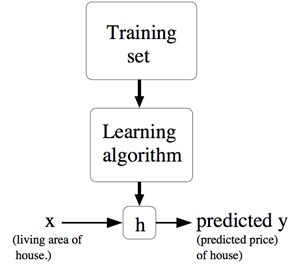 Training
set
Learning
algorithm
x
h
predicted y
(living area of
house.)
(predicted price)
of house)